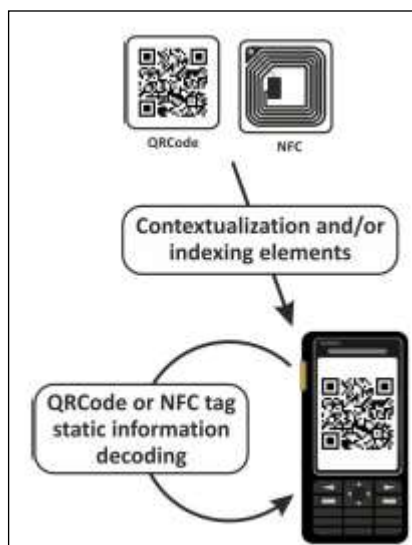 QRCode
NFC
Contextualization and/or
indexing elements
QRCode or NFC tag
static information
decoding